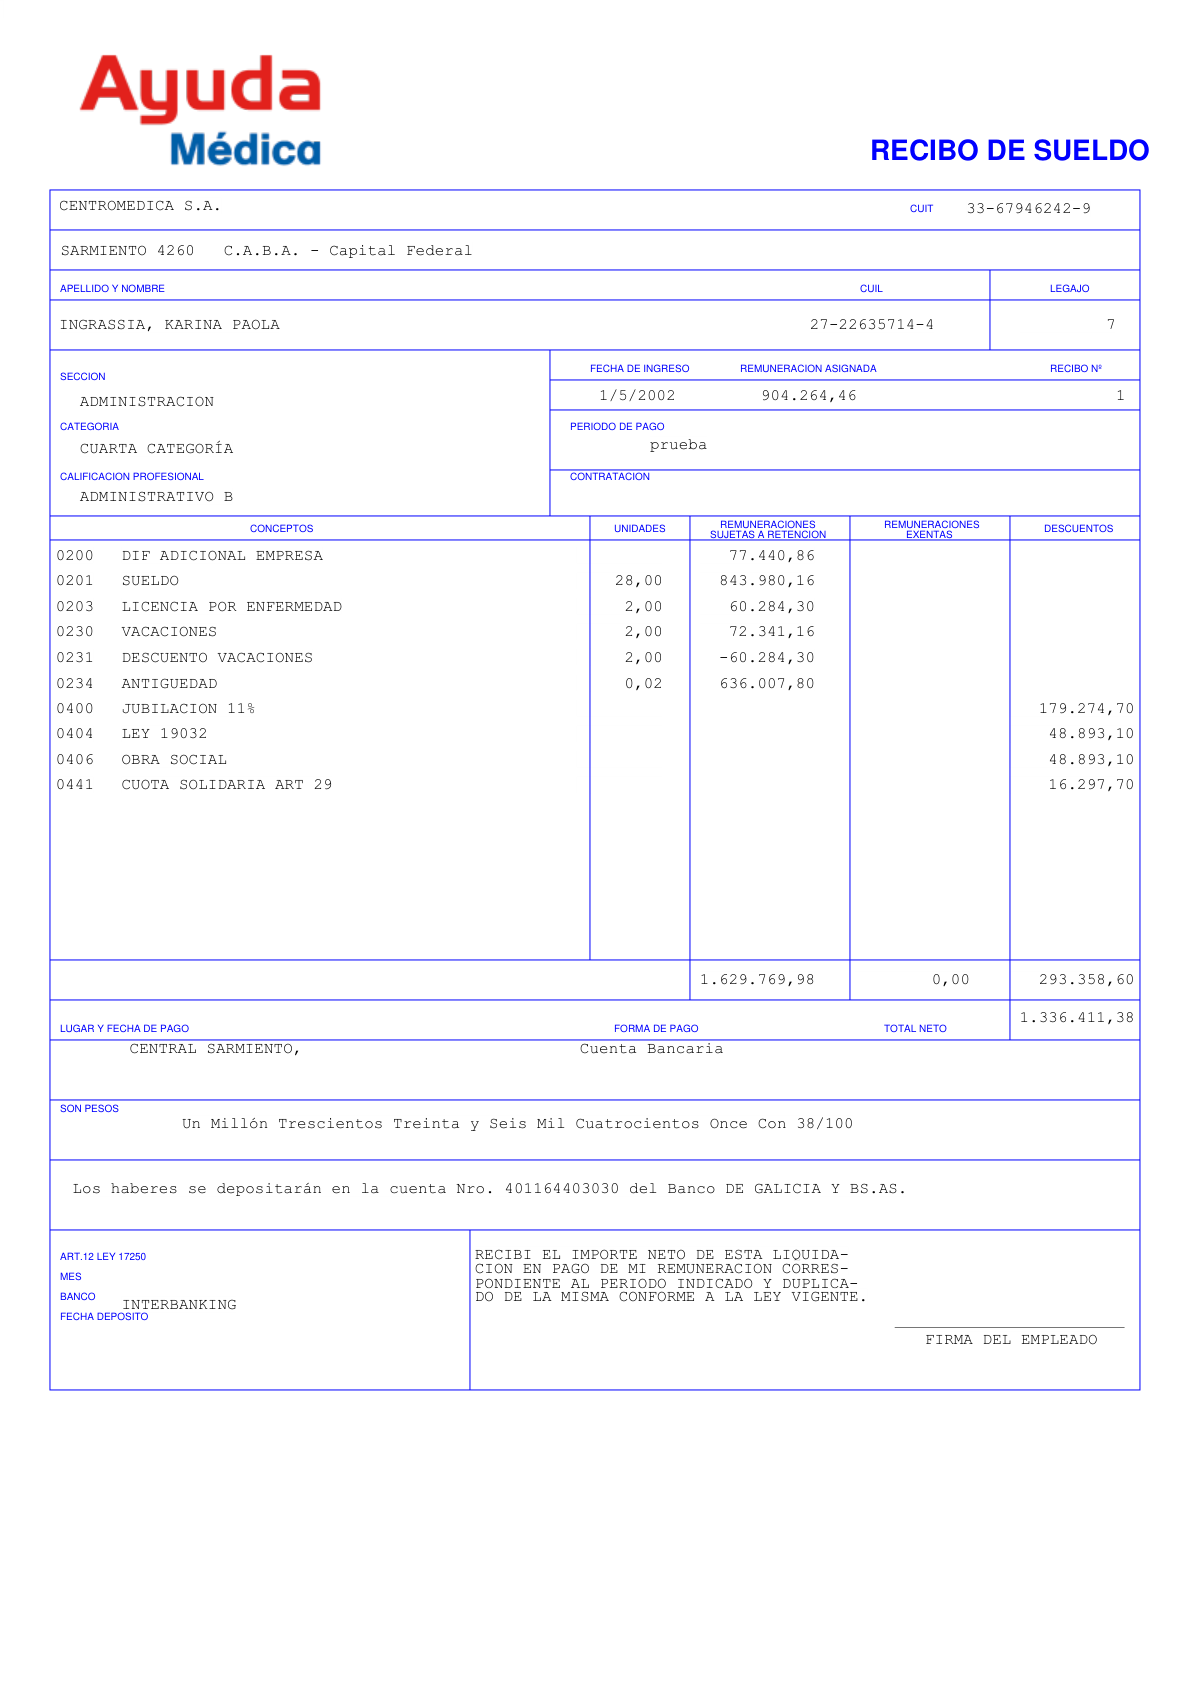 Ayuda
Médica
RECIBO DE SUELDO
CENTROMEDICA S.A. CUIT 33-67946242-9
SARMIENTO 4260 C.A.B.A. - Capital Federal
APELLIDO Y NOMBRE CUIL LEGAJO
INGRASSIA, KARINA PAOLA 27-22635714-4 7
SECCION
ADMINISTRACION
CATEGORIA
CUARTA CATEGORÍA
CALIFICACION PROFESIONAL
ADMINISTRATIVO B
FECHA DE INGRESO REMUNERACION ASIGNADA RECIBO Nº
1/5/2002 904.264,46 1
PERIODO DE PAGO
prueba
CONTRATACION
CONCEPTOS UNIDADES REMUNERACIONES SUJETAS A RETENCION REMUNERACIONES EXENTAS DESCUENTOS
0200 DIF ADICIONAL EMPRESA 77.440,86
0201 SUELDO 28,00 843.980,16
0203 LICENCIA POR ENFERMEDAD 2,00 60.284,30
0230 VACACIONES 2,00 72.341,16
0231 DESCUENTO VACACIONES 2,00 -60.284,30
0234 ANTIGUEDAD 0,02 636.007,80
0400 JUBILACION 11% 179.274,70
0404 LEY 19032 48.893,10
0406 OBRA SOCIAL 48.893,10
0441 CUOTA SOLIDARIA ART 29 16.297,70
1.629.769,98 0,00 293.358,60
LUGAR Y FECHA DE PAGO FORMA DE PAGO TOTAL NETO 1.336.411,38
CENTRAL SARMIENTO, Cuenta Bancaria
SON PESOS
Un Millón Trescientos Treinta y Seis Mil Cuatrocientos Once Con 38/100
Los haberes se depositarán en la cuenta Nro. 401164403030 del Banco DE GALICIA Y BS.AS.
ART.12 LEY 17250
MES
BANCO INTERBANKING
FECHA DEPOSITO
RECIBI EL IMPORTE NETO DE ESTA LIQUIDA-
CION EN PAGO DE MI REMUNERACION CORRES-
PONDIENTE AL PERIODO INDICADO Y DUPLICA-
DO DE LA MISMA CONFORME A LA LEY VIGENTE.
FIRMA DEL EMPLEADO